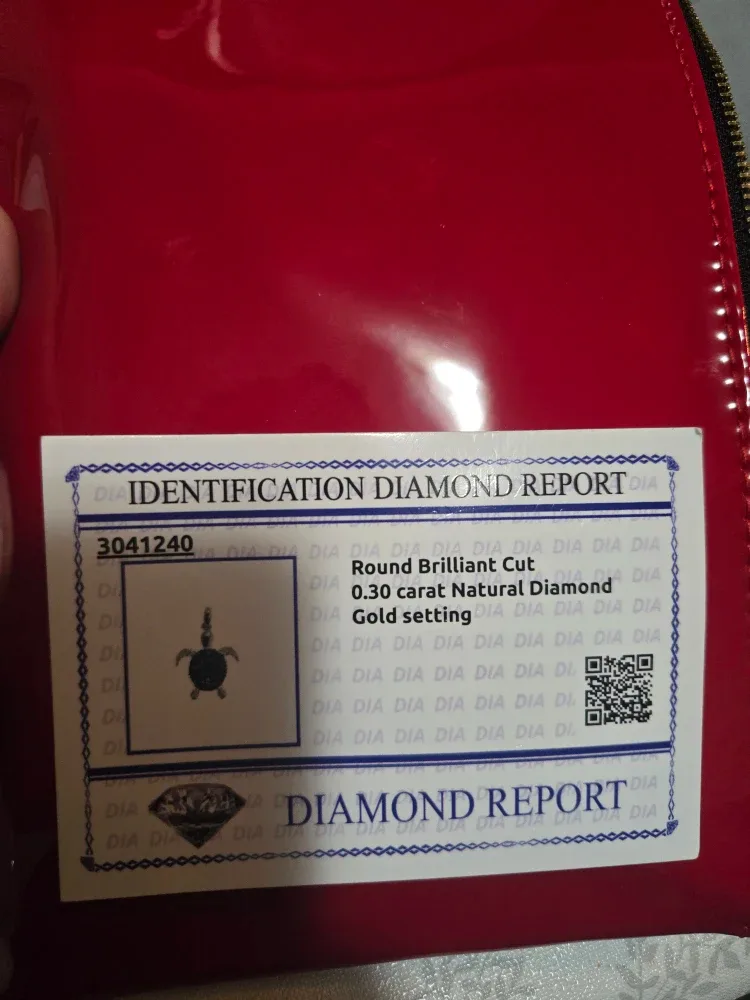 IDENTIFICATION DIAMOND REPORT
3041240
Round Brilliant Cut
0.30 carat Natural Diamond
Gold setting
DIAMOND REPORT